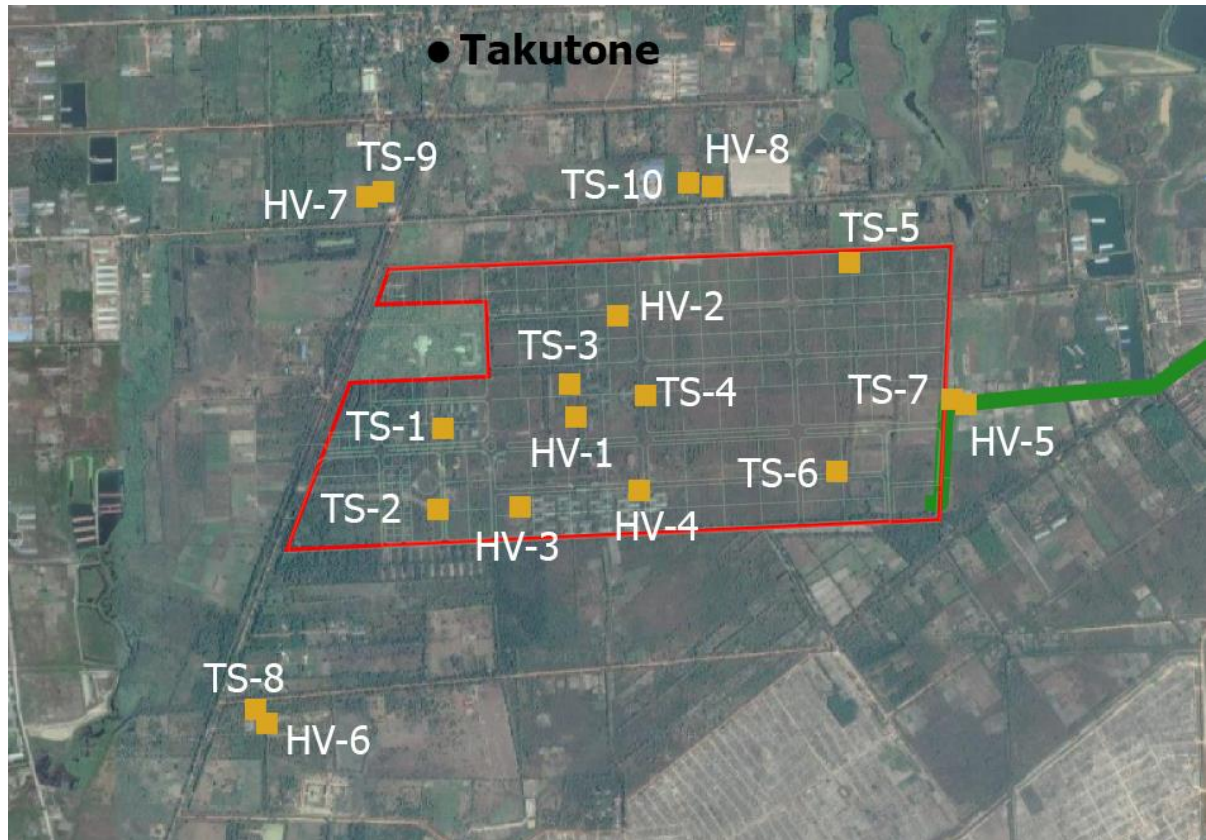 Takutone
TS-9
HV-7
HV-8
TS-10
TS-5
HV-2
TS-3
TS-4
TS-7
HV-5
TS-1
HV-1
TS-6
TS-2
HV-3
HV-4
TS-8
HV-6